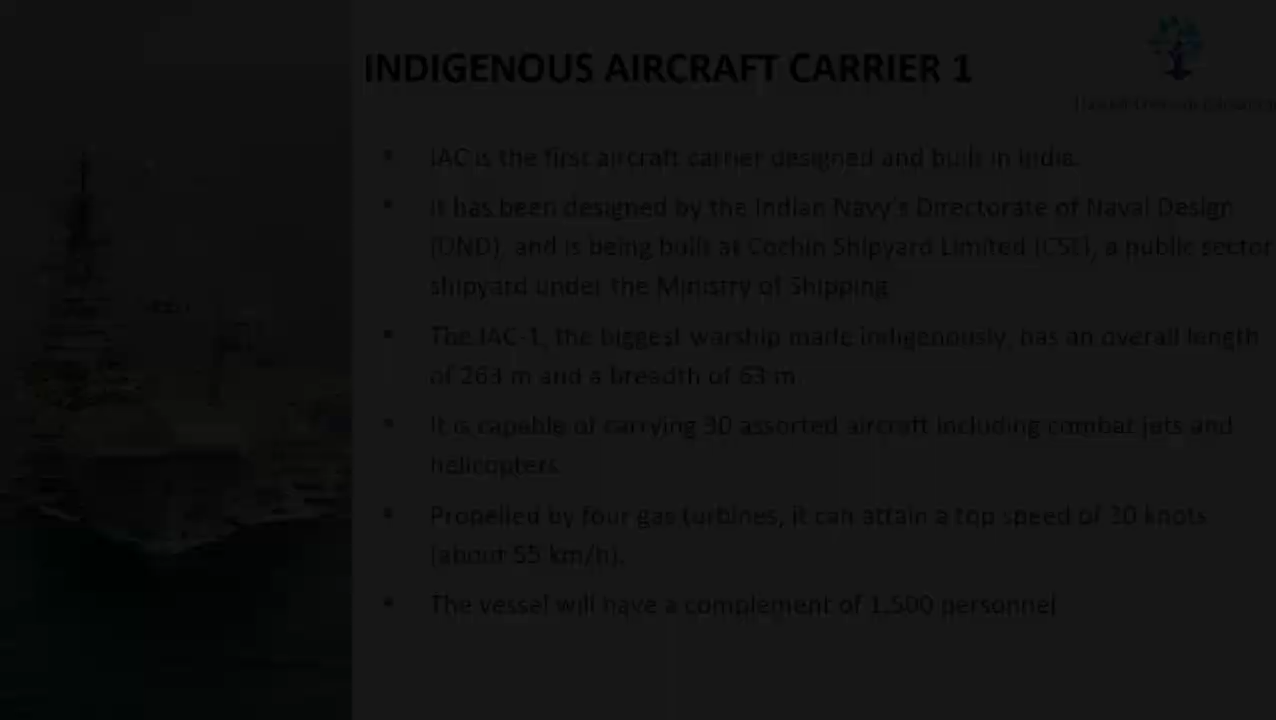 INDIGENOUS AIRCRAFT CARRIER 1
• IAC is the first aircraft carrier designed and built in India.
• It has been designed by the Indian Navy's Directorate of Naval Design
(DND), and is being built at Cochin Shipyard Limited (CSL), a public sector
shipyard under the Ministry of Shipping.
• The IAC-1, the biggest warship made indigenously, has an overall length
of 263 m and a breadth of 63 m.
• It is capable of carrying 30 assorted aircraft including combat jets and
helicopters.
• Propelled by four gas turbines, it can attain a top speed of 30 knots
(about 55 km/h).
• The vessel will have a complement of 1,500 personnel